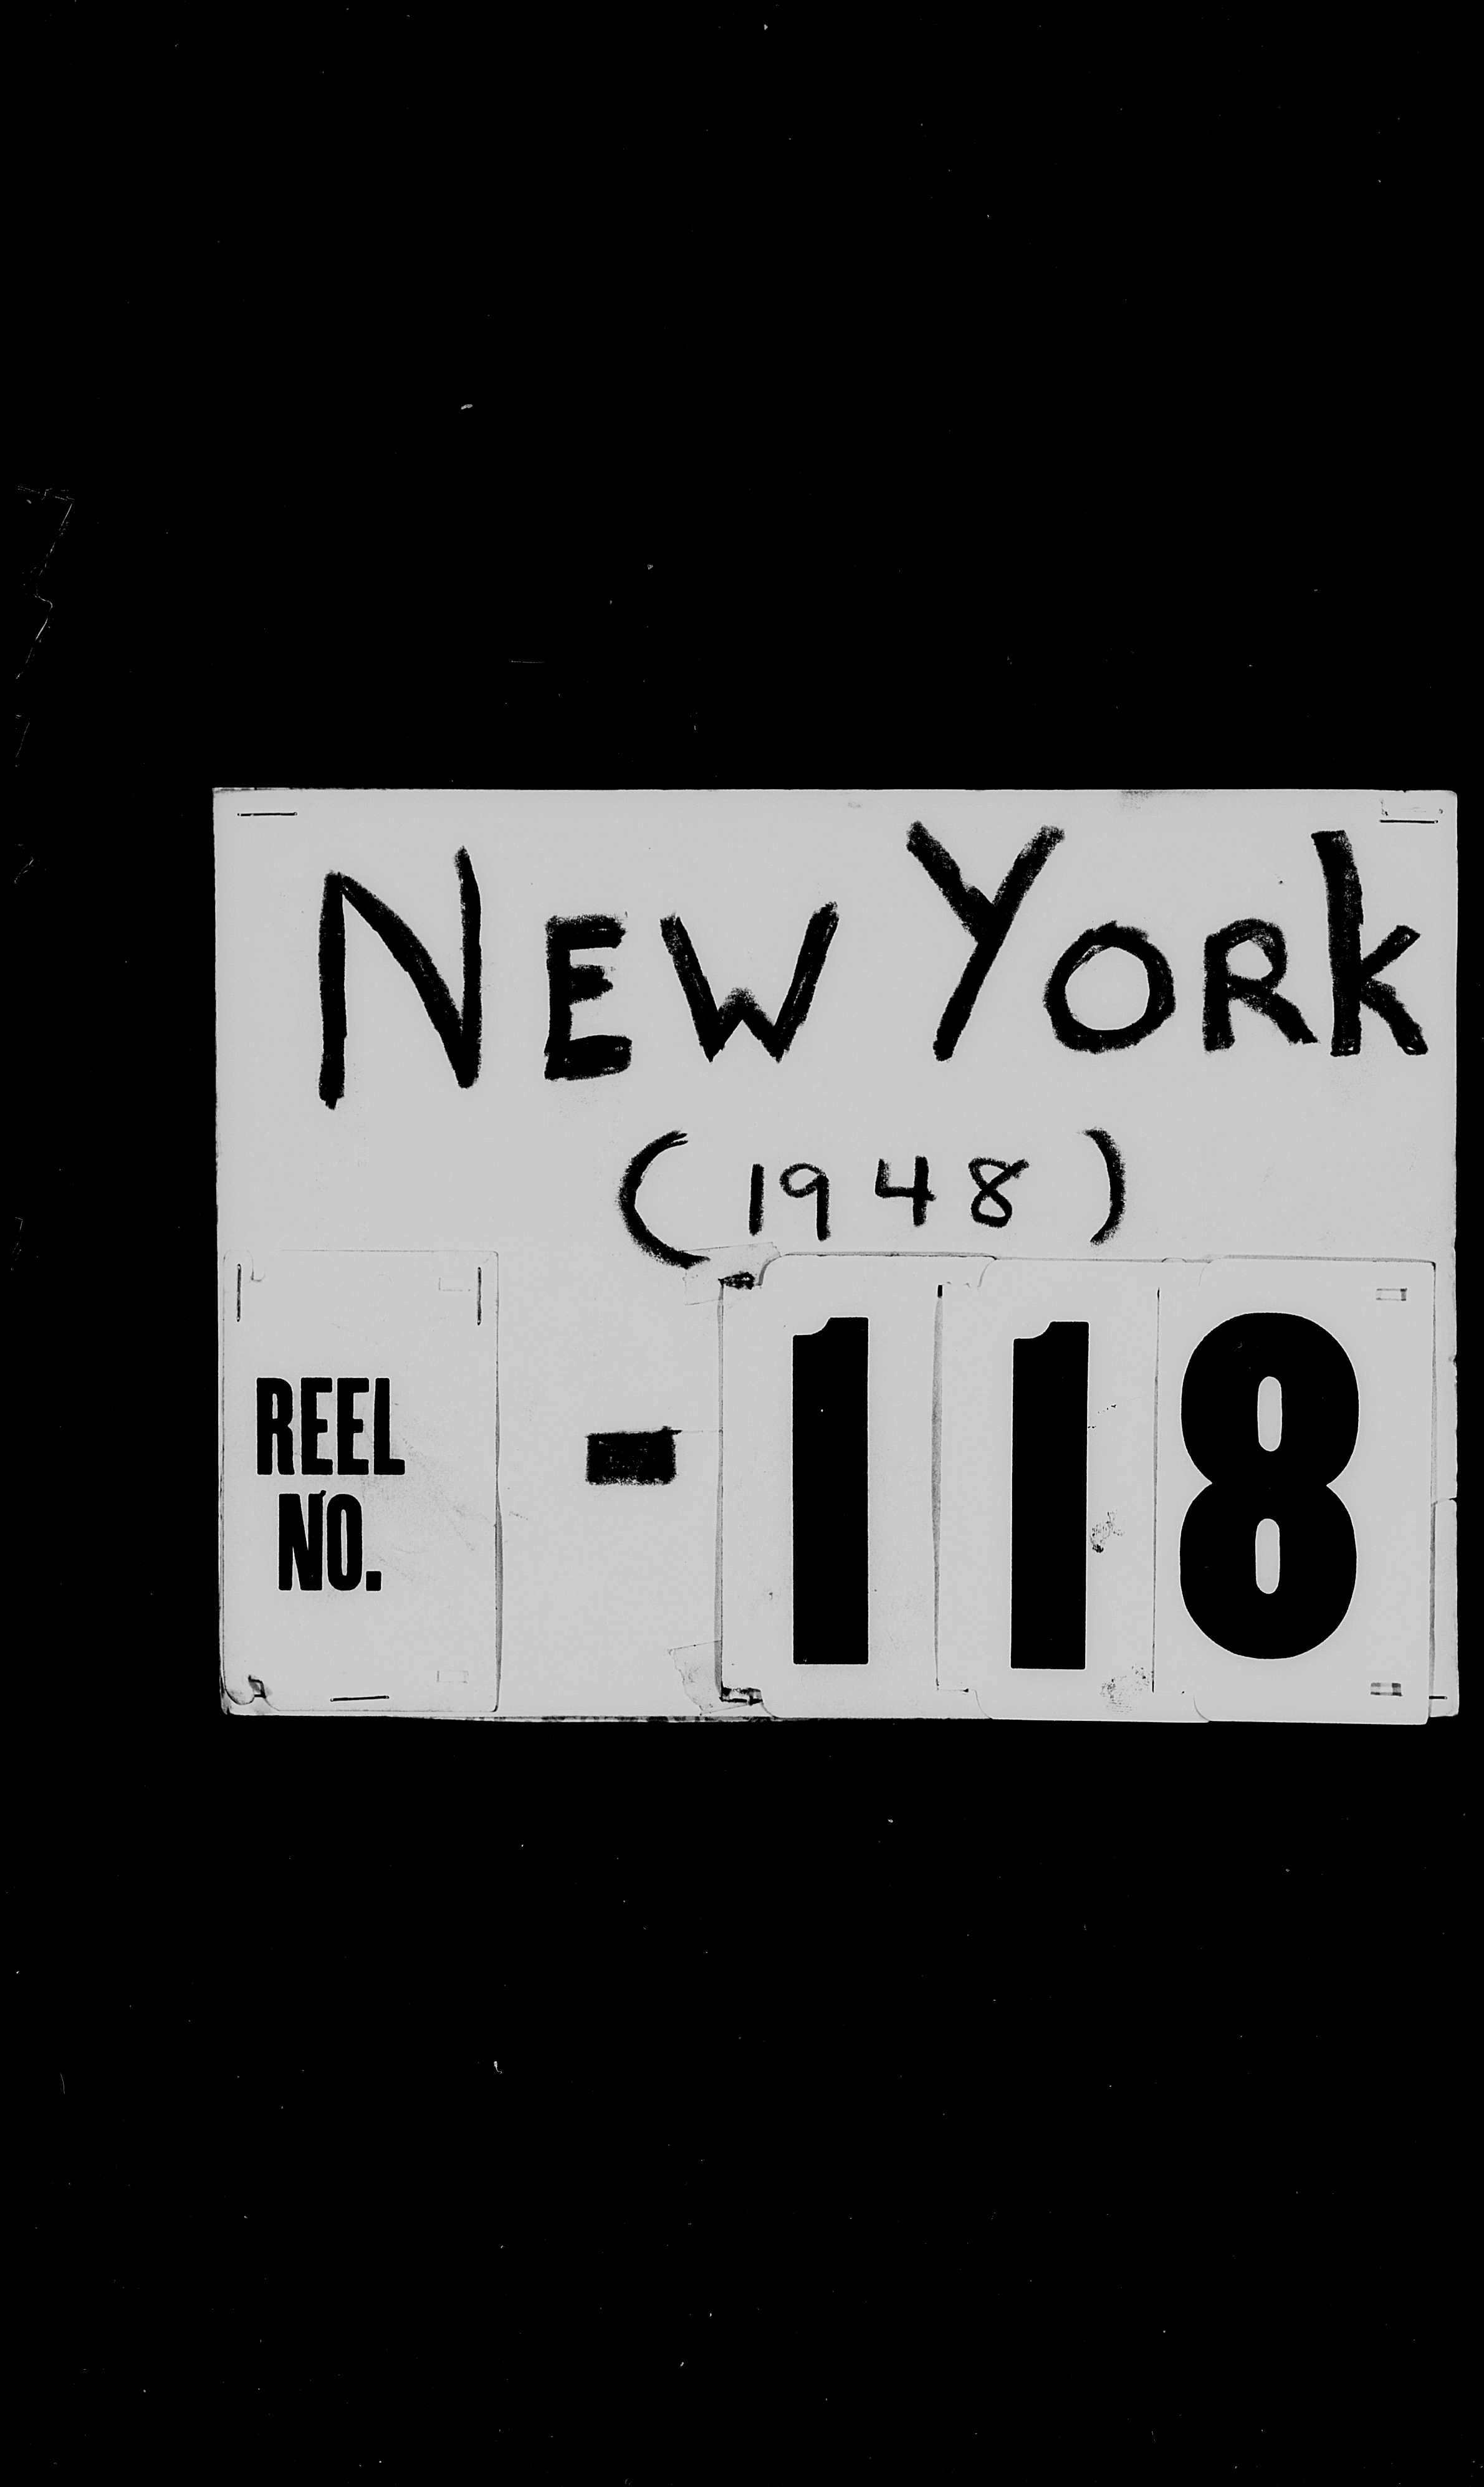 NEW YORK
(1948)
REEL
NO.
- 118